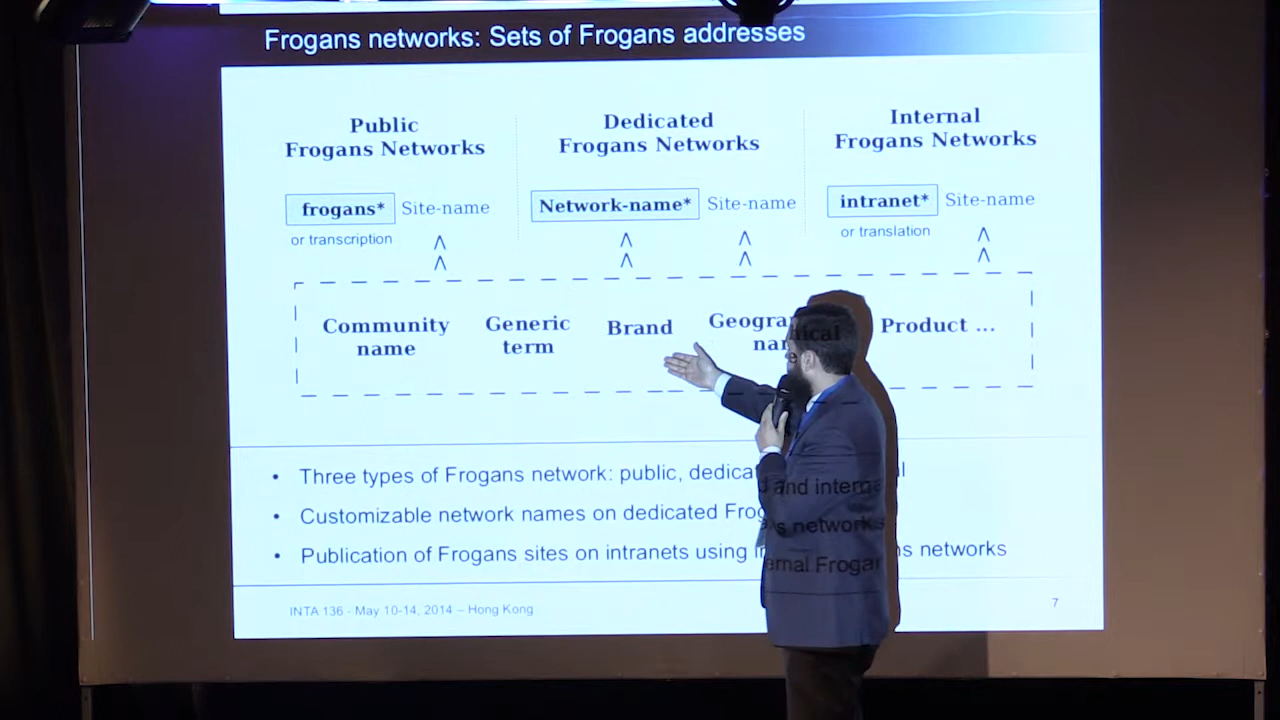 Frogans networks: Sets of Frogans addresses
Public
Frogans Networks
Dedicated
Frogans Networks
Internal
Frogans Networks
frogans* Site-name
or transcription
Network-name* Site-name
intranet* Site-name
or translation
Community
name
Generic
term
Brand
Geographical
name
Product ...
• Three types of Frogans network: public, dedicated and internal
• Customizable network names on dedicated Frogans networks
• Publication of Frogans sites on intranets using internal Frogans networks
INTA 136 - May 10-14, 2014 – Hong Kong
7